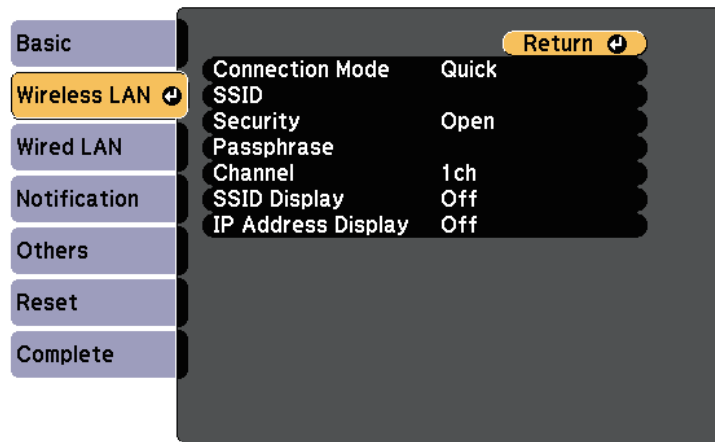 Basic
Wireless LAN
Wired LAN
Notification
Others
Reset
Complete
Return
Connection Mode Quick
SSID
Security Open
Passphrase
Channel 1ch
SSID Display Off
IP Address Display Off